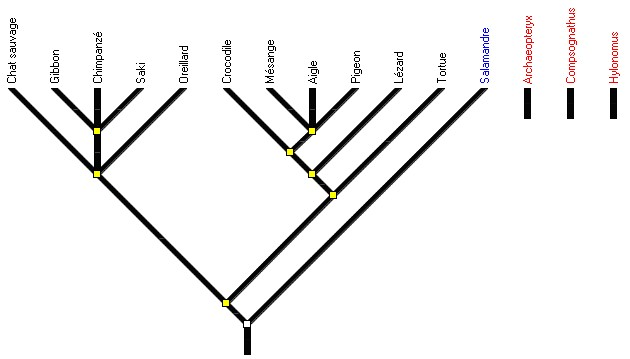 Chat sauvage
Gibbon
Chimpanzé
Saki
Oreillard
Crocodile
Mésange
Aigle
Pigeon
Lézard
Tortue
Salamandre
Archaeopteryx
Compsognathus
Hylonomus